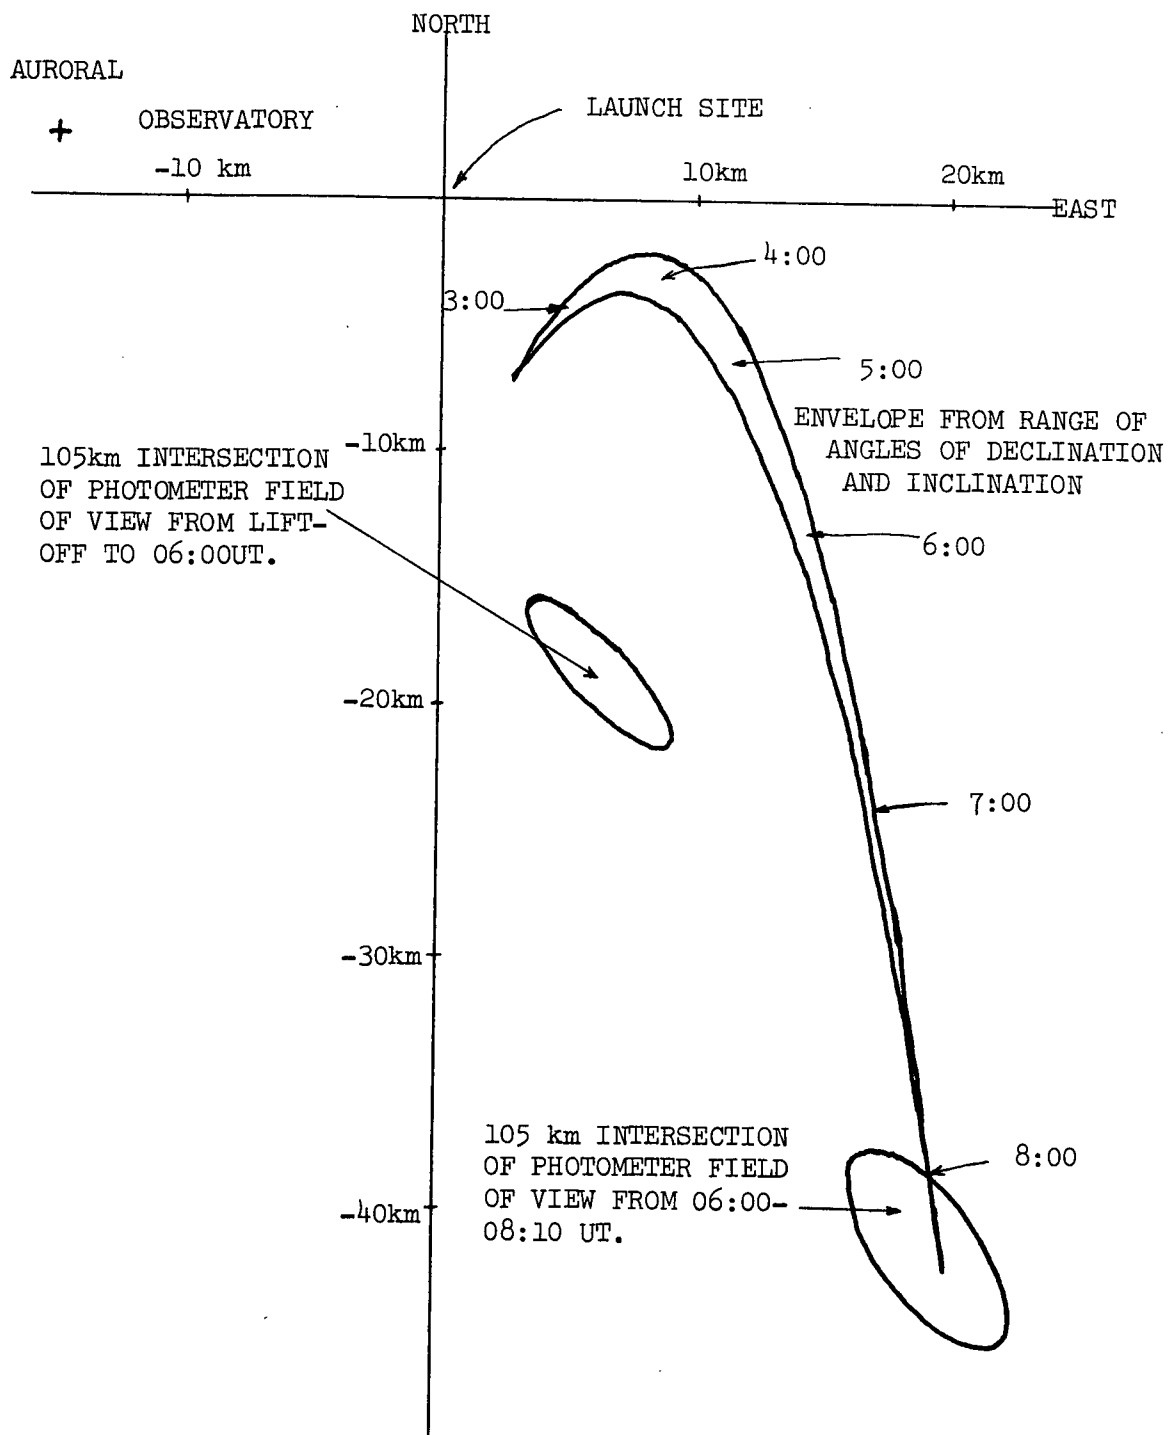 NORTH
AURORAL
OBSERVATORY
LAUNCH SITE
-10 km
10km
20km
EAST
4:00
3:00
5:00
ENVELOPE FROM RANGE OF
ANGLES OF DECLINATION
AND INCLINATION
-10km
105km INTERSECTION
OF PHOTOMETER FIELD
OF VIEW FROM LIFT-
OFF TO 06:00UT.
6:00
-20km
7:00
-30km
105 km INTERSECTION
OF PHOTOMETER FIELD
OF VIEW FROM 06:00-
08:10 UT.
8:00
-40km